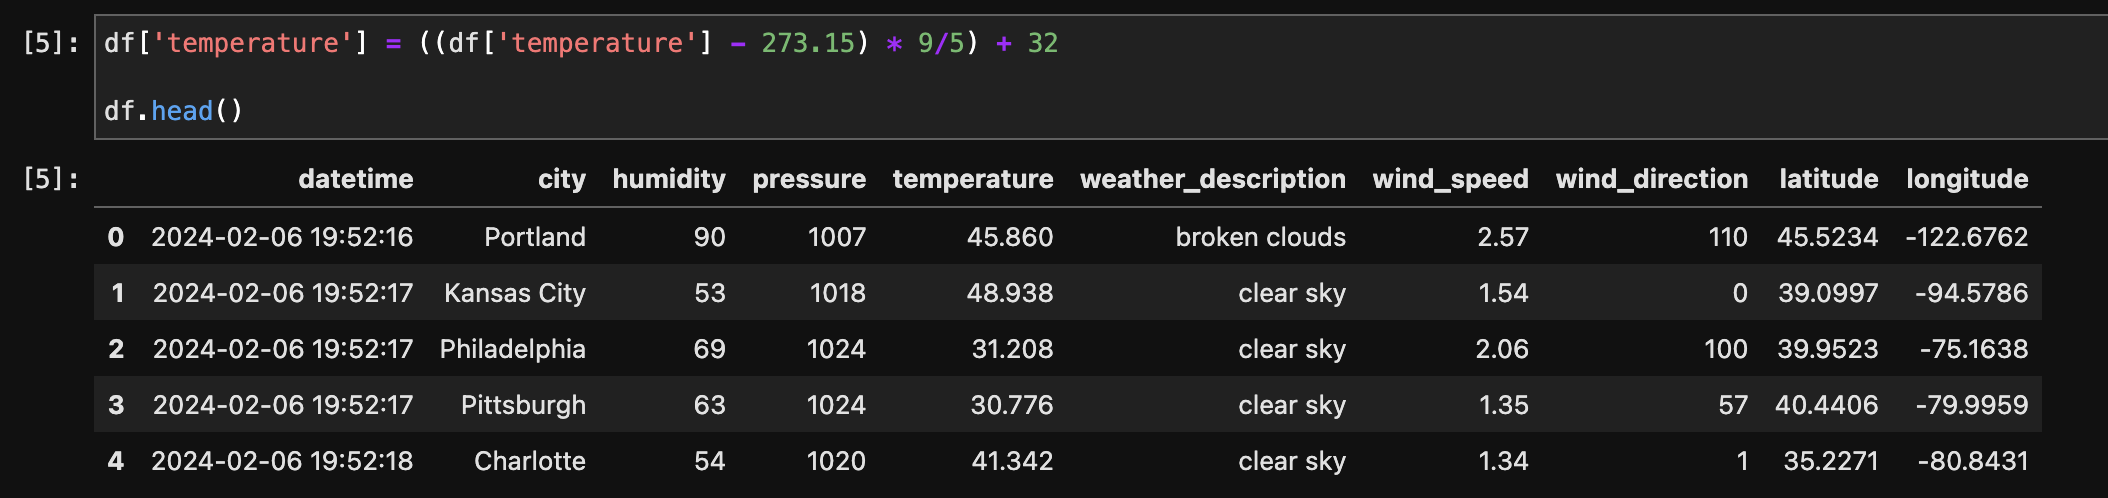 [5]: df['temperature'] = ((df['temperature'] - 273.15) * 9/5) + 32
df.head()
[5]: datetime city humidity pressure temperature weather_description wind_speed wind_direction latitude longitude
0 2024-02-06 19:52:16 Portland 90 1007 45.860 broken clouds 2.57 110 45.5234 -122.6762
1 2024-02-06 19:52:17 Kansas City 53 1018 48.938 clear sky 1.54 0 39.0997 -94.5786
2 2024-02-06 19:52:17 Philadelphia 69 1024 31.208 clear sky 2.06 100 39.9523 -75.1638
3 2024-02-06 19:52:17 Pittsburgh 63 1024 30.776 clear sky 1.35 57 40.4406 -79.9959
4 2024-02-06 19:52:18 Charlotte 54 1020 41.342 clear sky 1.34 1 35.2271 -80.8431